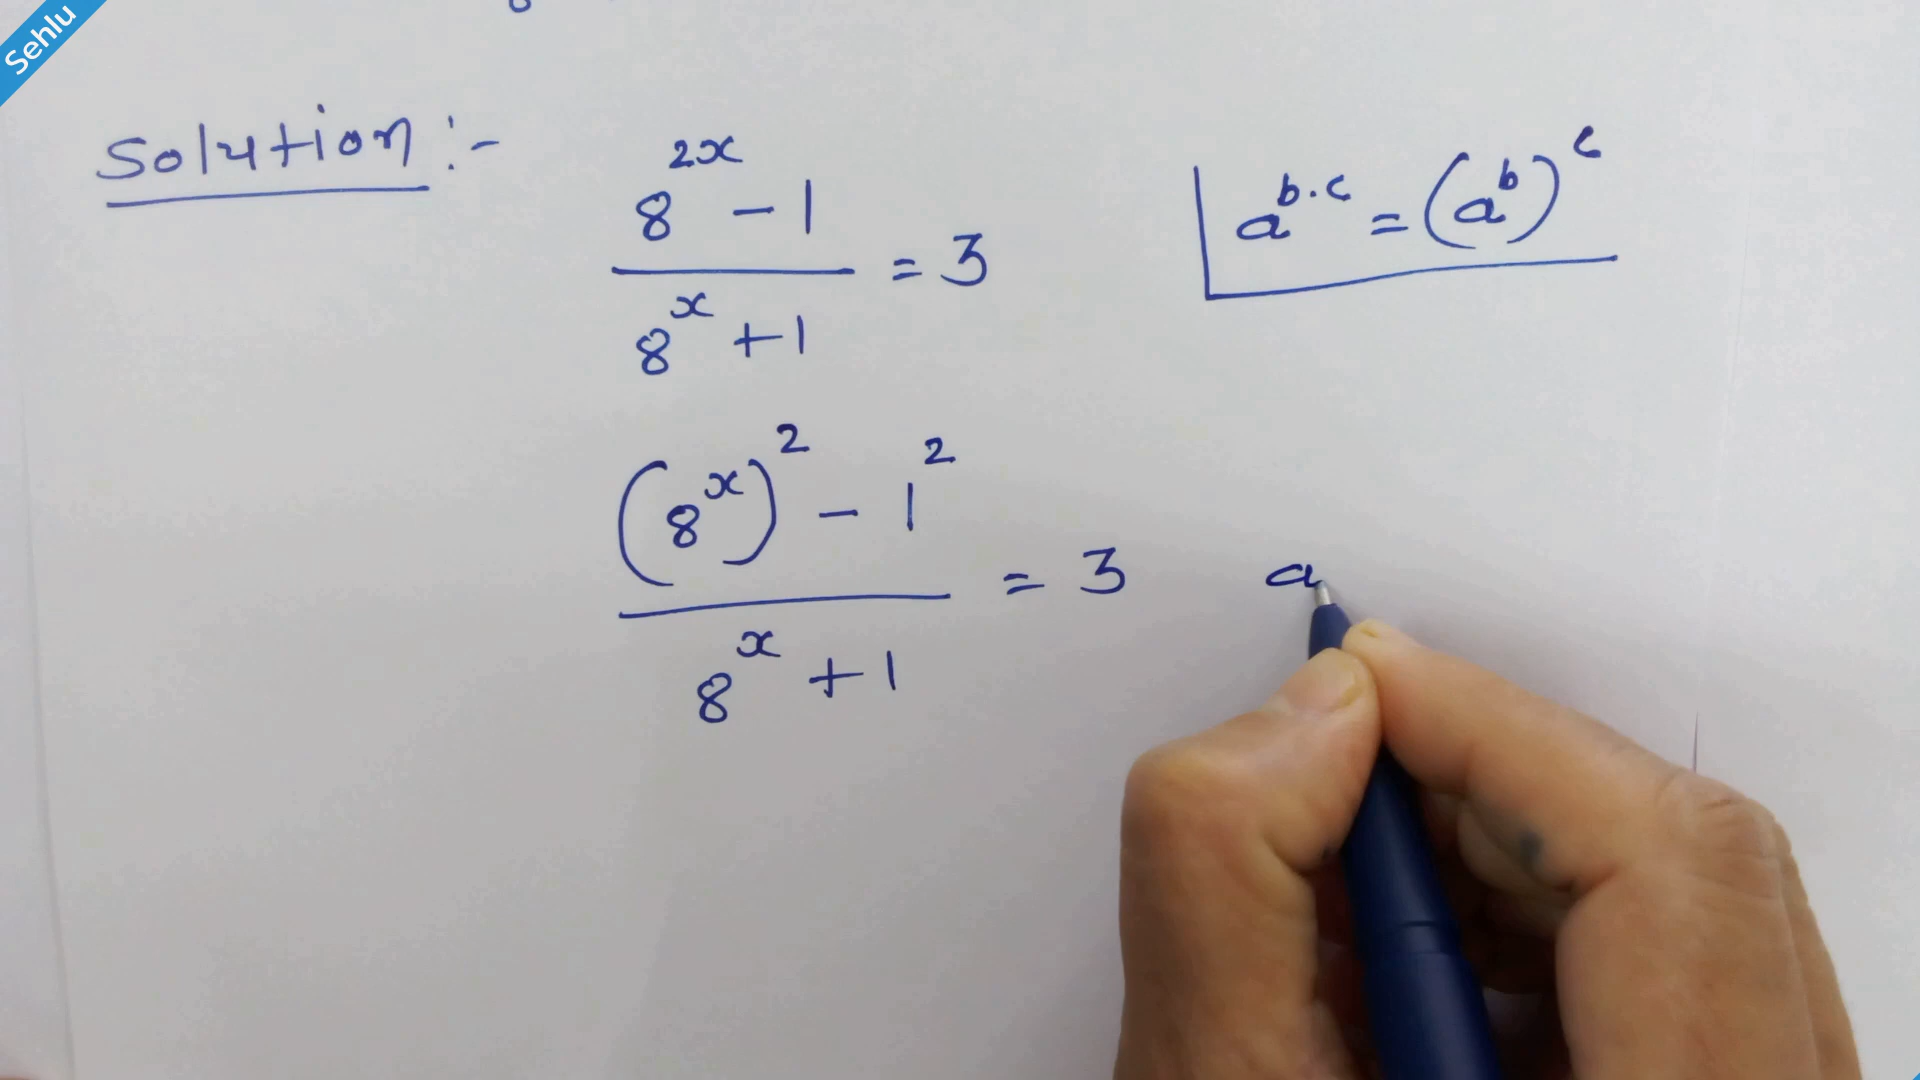 Sehlu
Solution :-
8^{2x} - 1
8^x + 1
= 3
a^{b·c} = (a^b)^c
(8^x)^2 - 1^2
8^x + 1
= 3
a